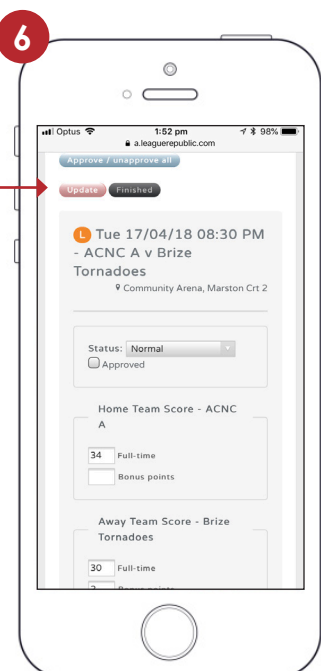 6
Optus 1:52 pm 98%
a.leaguerepublic.com
Approve / unapprove all
Update Finished
L Tue 17/04/18 08:30 PM
- ACNC A v Brize
Tornadoes
Community Arena, Marston Crt 2
Status: Normal
Approved
Home Team Score - ACNC
A
34 Full-time
Bonus points
Away Team Score - Brize
Tornadoes
30 Full-time
Bonus points